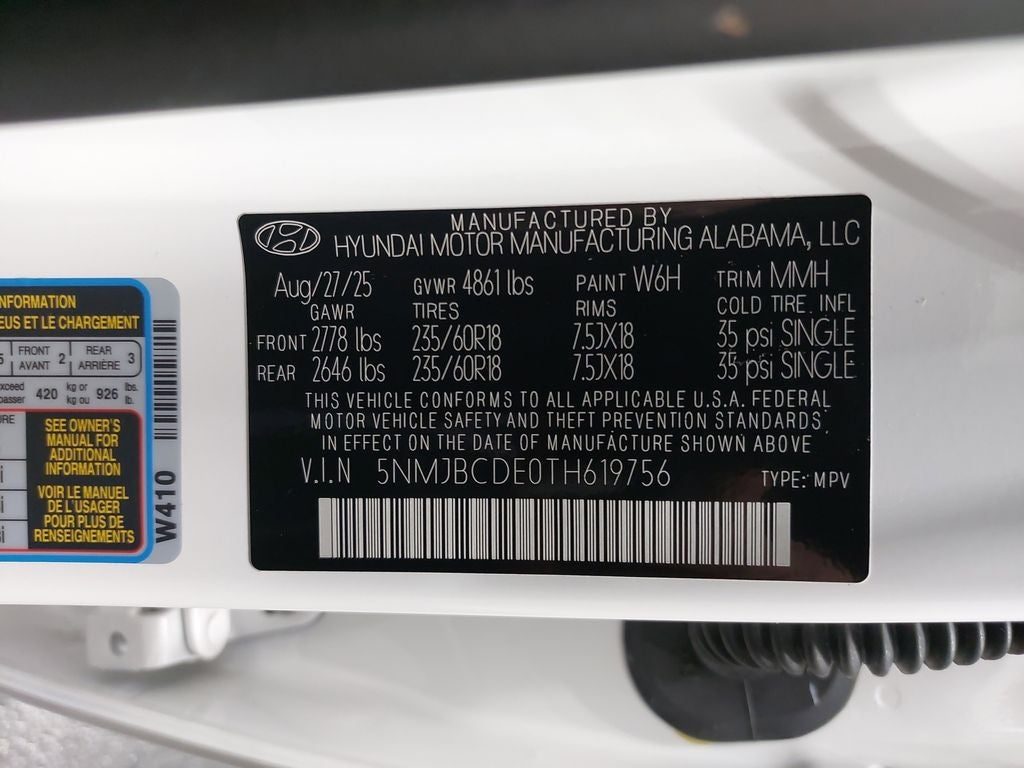 MANUFACTURED BY
HYUNDAI MOTOR MANUFACTURING ALABAMA, LLC
Aug/27/25 GVWR 4861 lbs PAINT W6H TRIM MMH
GAWR TIRES RIMS COLD TIRE. INFL
FRONT 2778 lbs 235/60R18 7.5JX18 35 psi SINGLE
REAR 2646 lbs 235/60R18 7.5JX18 35 psi SINGLE
THIS VEHICLE CONFORMS TO ALL APPLICABLE U.S.A. FEDERAL
MOTOR VEHICLE SAFETY AND THEFT PREVENTION STANDARDS
IN EFFECT ON THE DATE OF MANUFACTURE SHOWN ABOVE
V.I.N 5NMJBCDE0TH619756 TYPE: MPV
INFORMATION
ET LE CHARGEMENT
5 FRONT AVANT 2 REAR ARRIÈRE 3
420 kg or kg ou 926 lbs. lb.
SEE OWNER'S
MANUAL FOR
ADDITIONAL
INFORMATION
VOIR LE MANUEL
DE L'USAGER
POUR PLUS DE
RENSEIGNEMENTS
W410